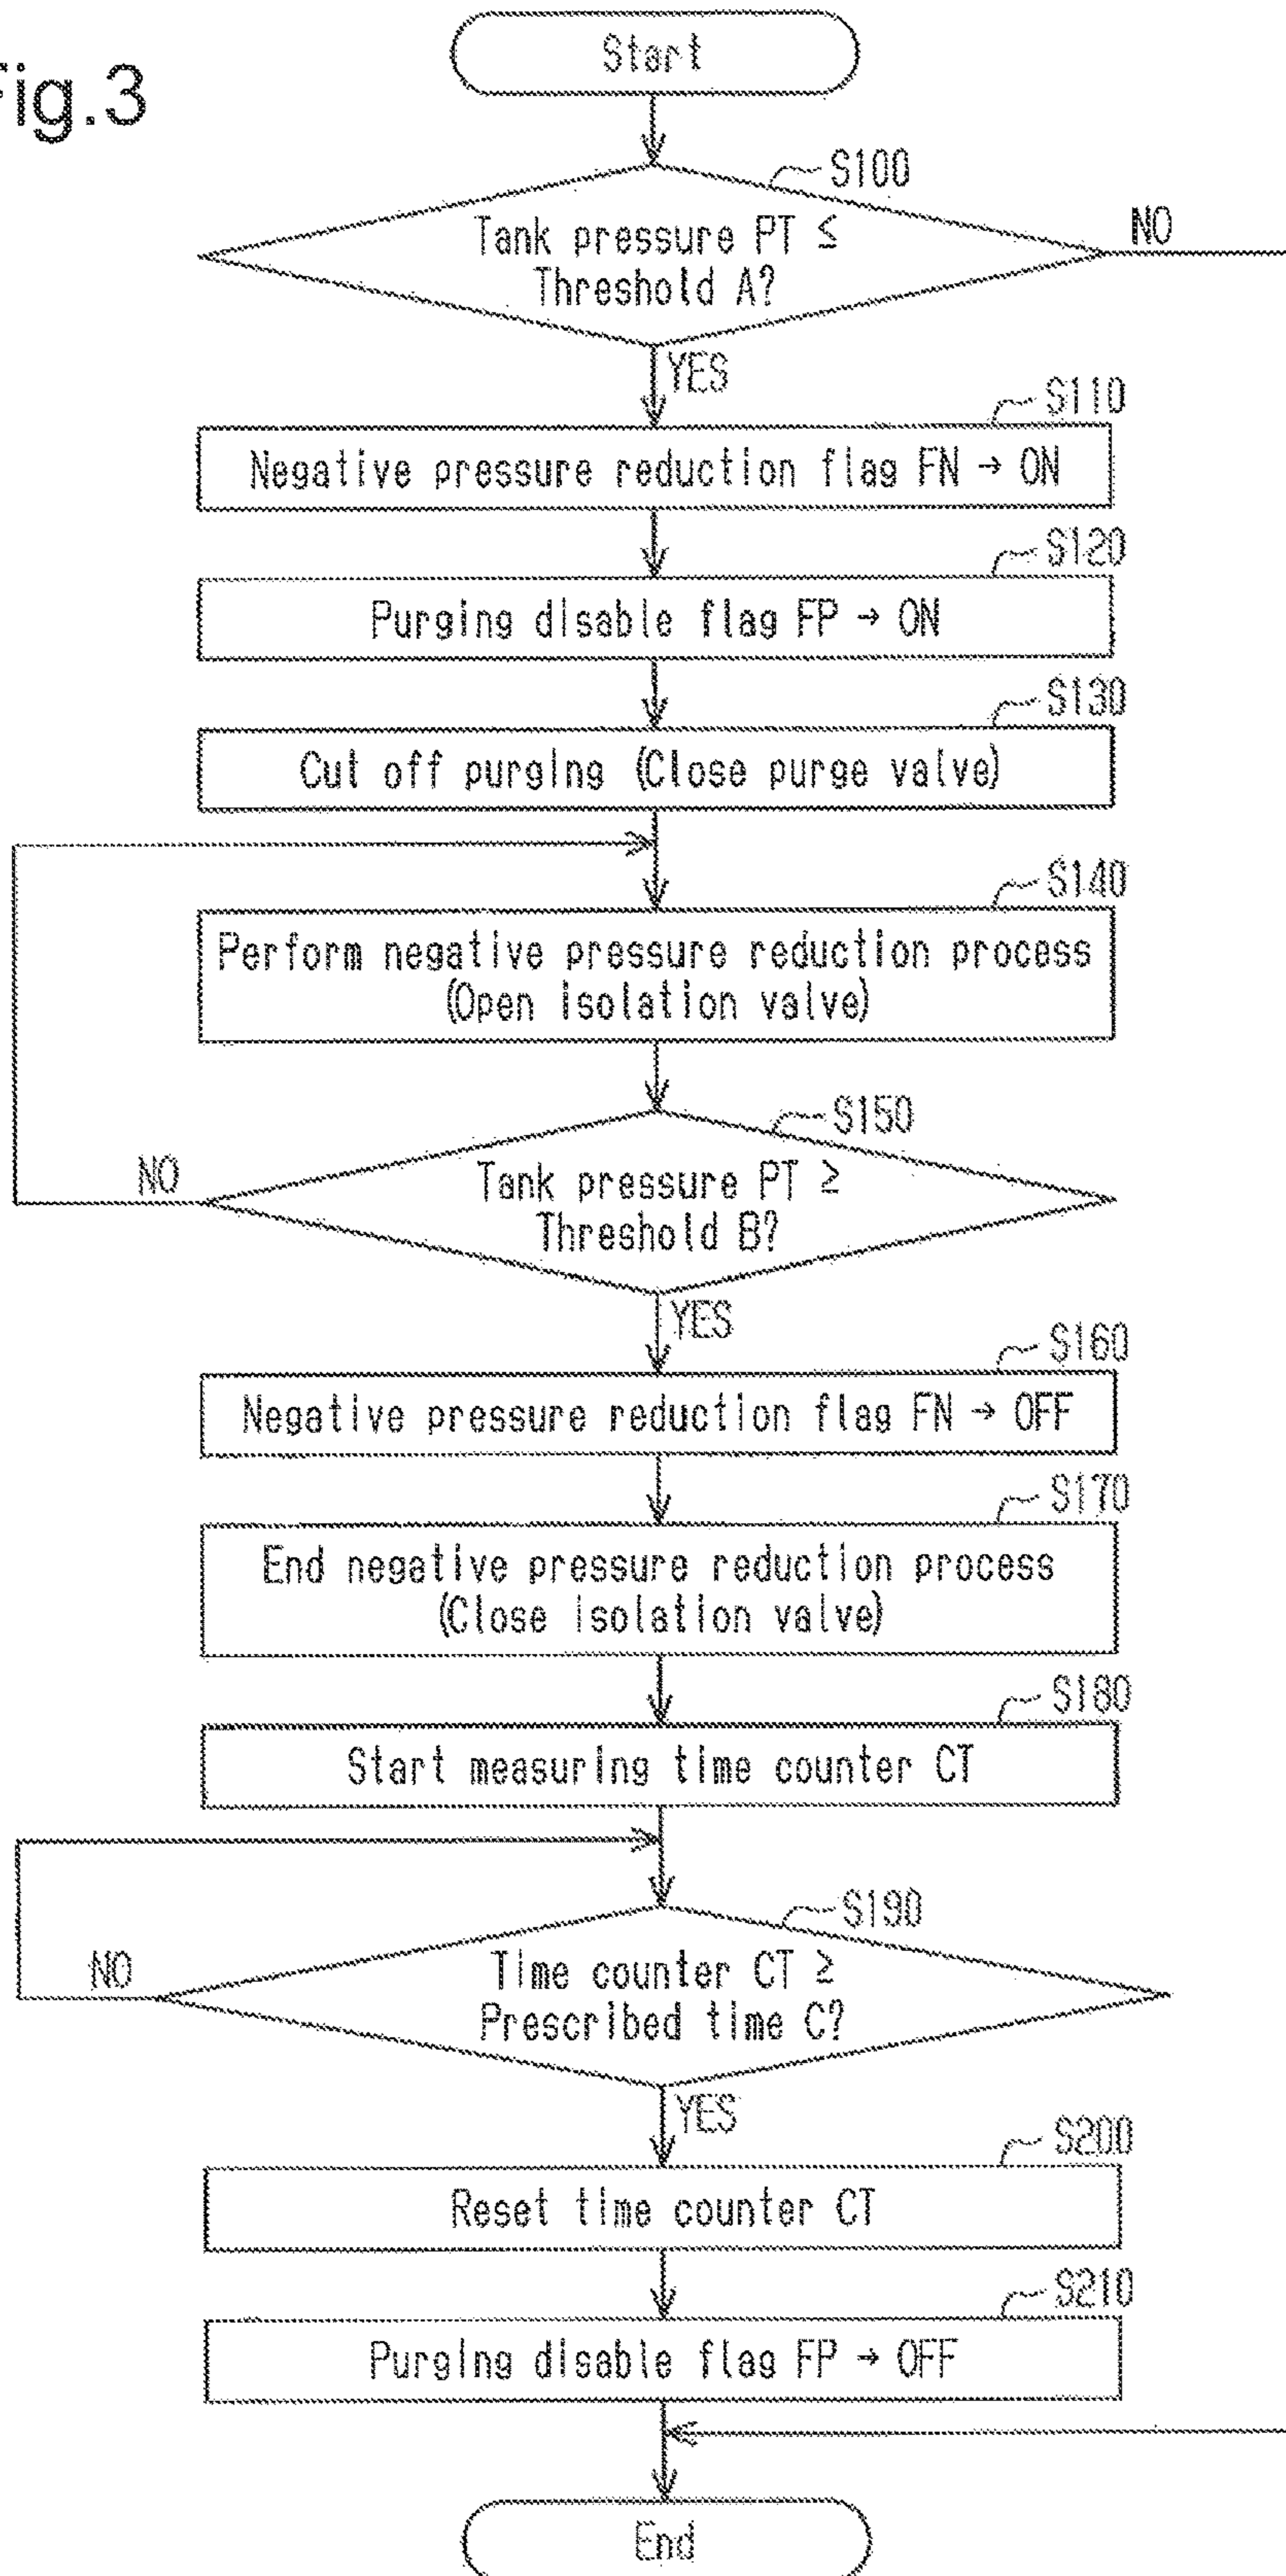 Fig.3
Start
S100
Tank pressure PT ≤
Threshold A?
NO
YES
S110
Negative pressure reduction flag FN → ON
S120
Purging disable flag FP → ON
S130
Cut off purging (Close purge valve)
S140
Perform negative pressure reduction process
(Open isolation valve)
S150
Tank pressure PT ≥
Threshold B?
NO
YES
S160
Negative pressure reduction flag FN → OFF
S170
End negative pressure reduction process
(Close isolation valve)
S180
Start measuring time counter CT
S190
Time counter CT ≥
Prescribed time C?
NO
YES
S200
Reset time counter CT
S210
Purging disable flag FP → OFF
End